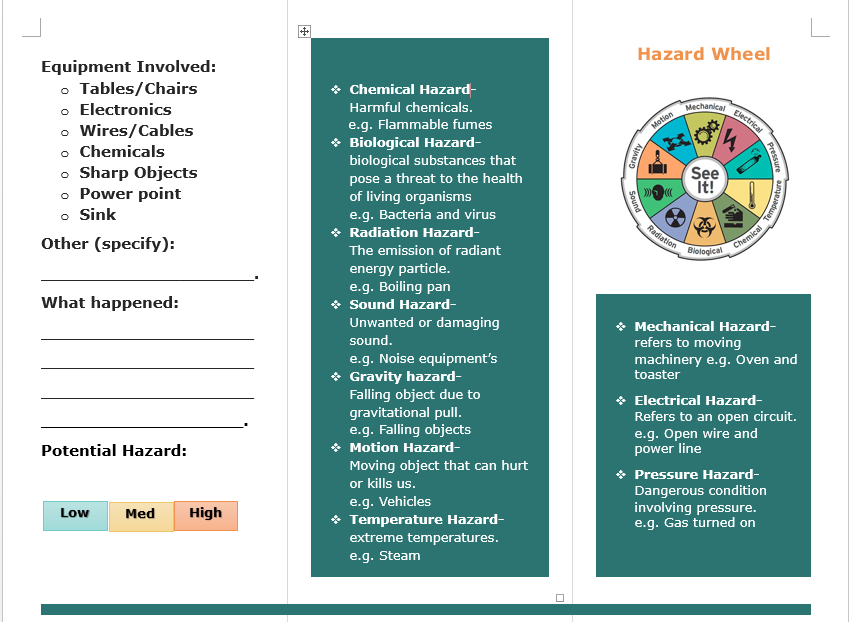 Equipment Involved:
o Tables/Chairs
o Electronics
o Wires/Cables
o Chemicals
o Sharp Objects
o Power point
o Sink
Other (specify):
_________________________.
What happened:
_________________________
_________________________
_________________________
________________________.
Potential Hazard:
Low Med High
❖ Chemical Hazard-
Harmful chemicals.
e.g. Flammable fumes
❖ Biological Hazard-
biological substances that
pose a threat to the health
of living organisms
e.g. Bacteria and virus
❖ Radiation Hazard-
The emission of radiant
energy particle.
e.g. Boiling pan
❖ Sound Hazard-
Unwanted or damaging
sound.
e.g. Noise equipment’s
❖ Gravity hazard-
Falling object due to
gravitational pull.
e.g. Falling objects
❖ Motion Hazard-
Moving object that can hurt
or kills us.
e.g. Vehicles
❖ Temperature Hazard-
extreme temperatures.
e.g. Steam
Hazard Wheel
Mechanical
Electrical
Pressure
Temperature
Chemical
Biological
Radiation
Sound
Gravity
Motion
See
It!
❖ Mechanical Hazard-
refers to moving
machinery e.g. Oven and
toaster
❖ Electrical Hazard-
Refers to an open circuit.
e.g. Open wire and
power line
❖ Pressure Hazard-
Dangerous condition
involving pressure.
e.g. Gas turned on